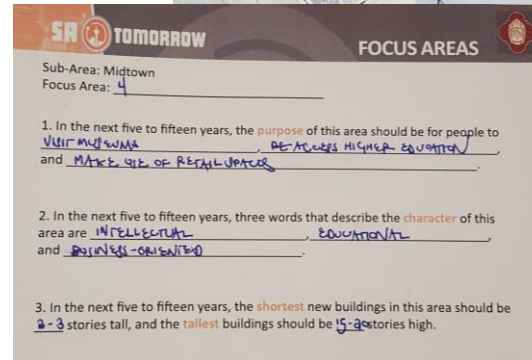 SA TOMORROW
FOCUS AREAS
Sub-Area: Midtown
Focus Area: 4
1. In the next five to fifteen years, the purpose of this area should be for people to
VISIT MUSEUMS, ACCESS HIGHER EDUCATION
and MAKE USE OF RETAIL SPACES.
2. In the next five to fifteen years, three words that describe the character of this
area are INTELLECTUAL, EDUCATIONAL,
and BUSINESS-ORIENTED.
3. In the next five to fifteen years, the shortest new buildings in this area should be
2-3 stories tall, and the tallest buildings should be 15-20 stories high.